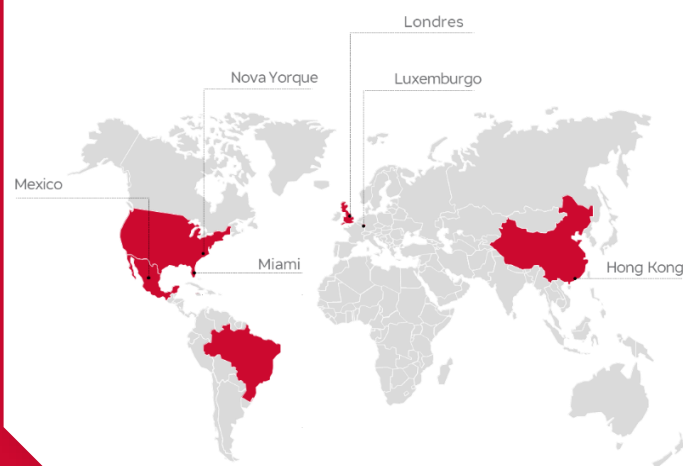 Londres
Nova Yorque
Luxemburgo
Mexico
Miami
Hong Kong